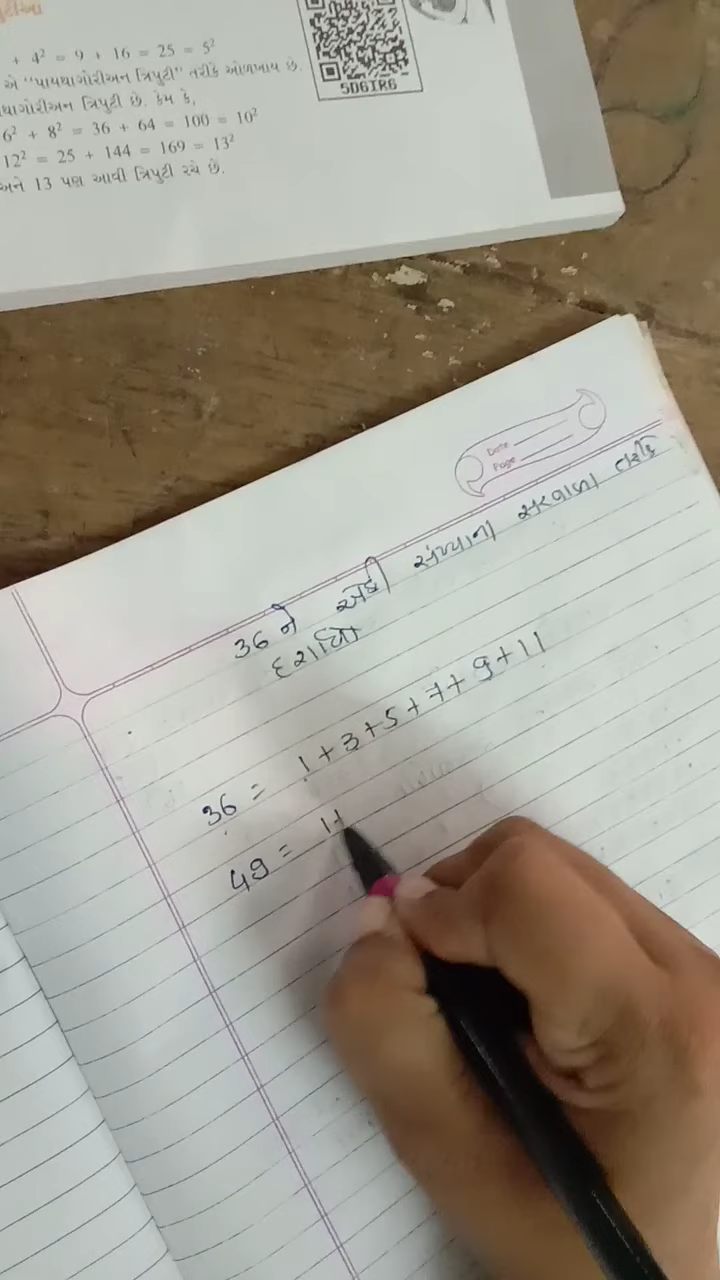 + 4² = 9 + 16 = 25 = 5²
એ "પાયથાગોરીઅન ત્રિપુટી" તરીકે ઓળખાય છે.
થાગોરીઅન ત્રિપુટી છે. કેમ કે,
6² + 8² = 36 + 64 = 100 = 10²
12² = 25 + 144 = 169 = 13²
અને 13 પણ આવી ત્રિપુટી રચે છે.
5D6IR6
Date
Page
36 ને એકી સંખ્યાના સરવાળા તરીકે
દર્શાવો
36 = 1+3+5+7+9+11
49 = 1+